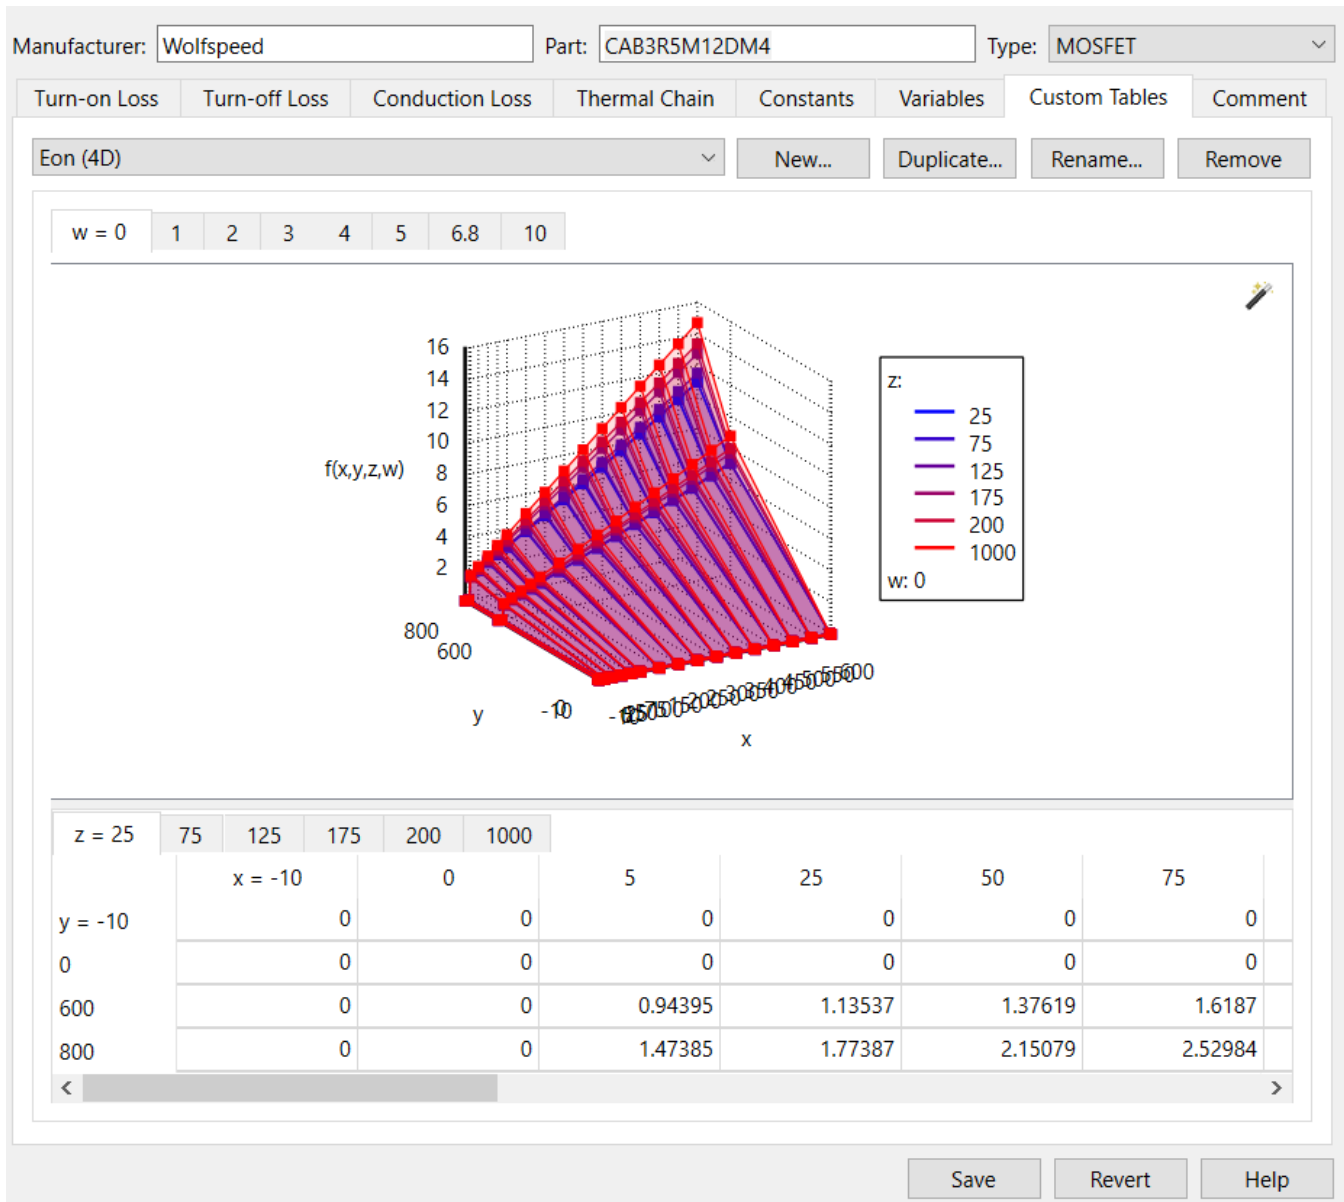 Manufacturer: Wolfspeed Part: CAB3R5M12DM4 Type: MOSFET
Turn-on Loss Turn-off Loss Conduction Loss Thermal Chain Constants Variables Custom Tables Comment
Eon (4D) New... Duplicate... Rename... Remove
w = 0 1 2 3 4 5 6.8 10
16
14
12
10
8
6
4
2
f(x,y,z,w)
800
600
-10
y
x
600
z:
25
75
125
175
200
1000
w: 0
z = 25 75 125 175 200 1000
x = -10 0 5 25 50 75
y = -10 0 0 0 0 0 0
0 0 0 0 0 0 0
600 0 0 0.94395 1.13537 1.37619 1.6187
800 0 0 1.47385 1.77387 2.15079 2.52984
Save Revert Help